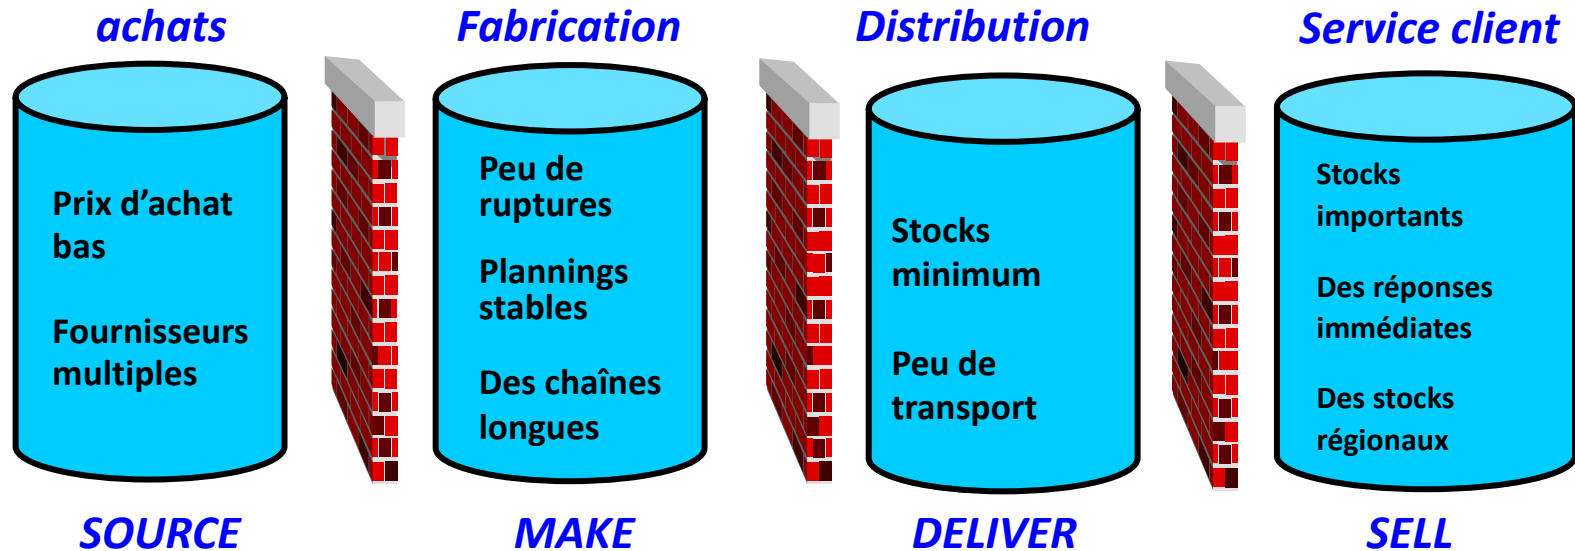 achats
Fabrication
Distribution
Service client
Prix d’achat
bas
Fournisseurs
multiples
Peu de
ruptures
Plannings
stables
Des chaînes
longues
Stocks
minimum
Peu de
transport
Stocks
importants
Des réponses
immédiates
Des stocks
régionaux
SOURCE
MAKE
DELIVER
SELL